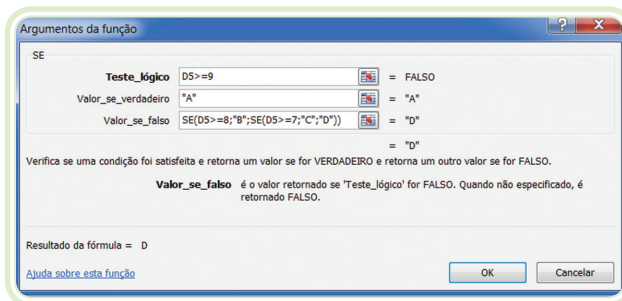 Argumentos da função
SE
Teste_lógico D5>=9 = FALSO
Valor_se_verdadeiro "A" = "A"
Valor_se_falso SE(D5>=8;"B";SE(D5>=7;"C";"D")) = "D"
= "D"
Verifica se uma condição foi satisfeita e retorna um valor se for VERDADEIRO e retorna um outro valor se for FALSO.
Valor_se_falso é o valor retornado se 'Teste_lógico' for FALSO. Quando não especificado, é
retornado FALSO.
Resultado da fórmula = D
Ajuda sobre esta função OK Cancelar